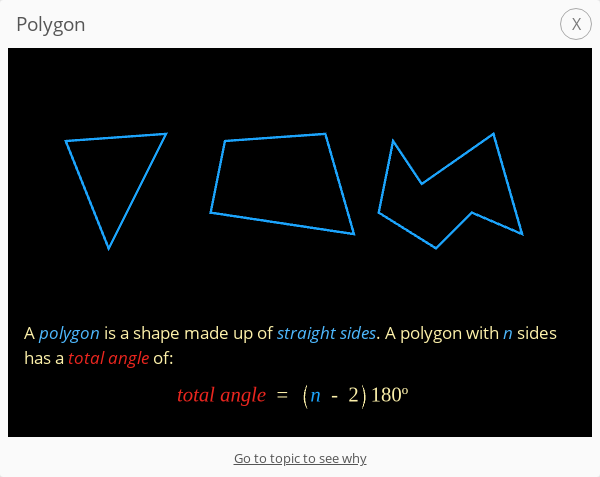 Polygon
X
A polygon is a shape made up of straight sides. A polygon with n sides
has a total angle of:
total angle = (n - 2)180º
Go to topic to see why